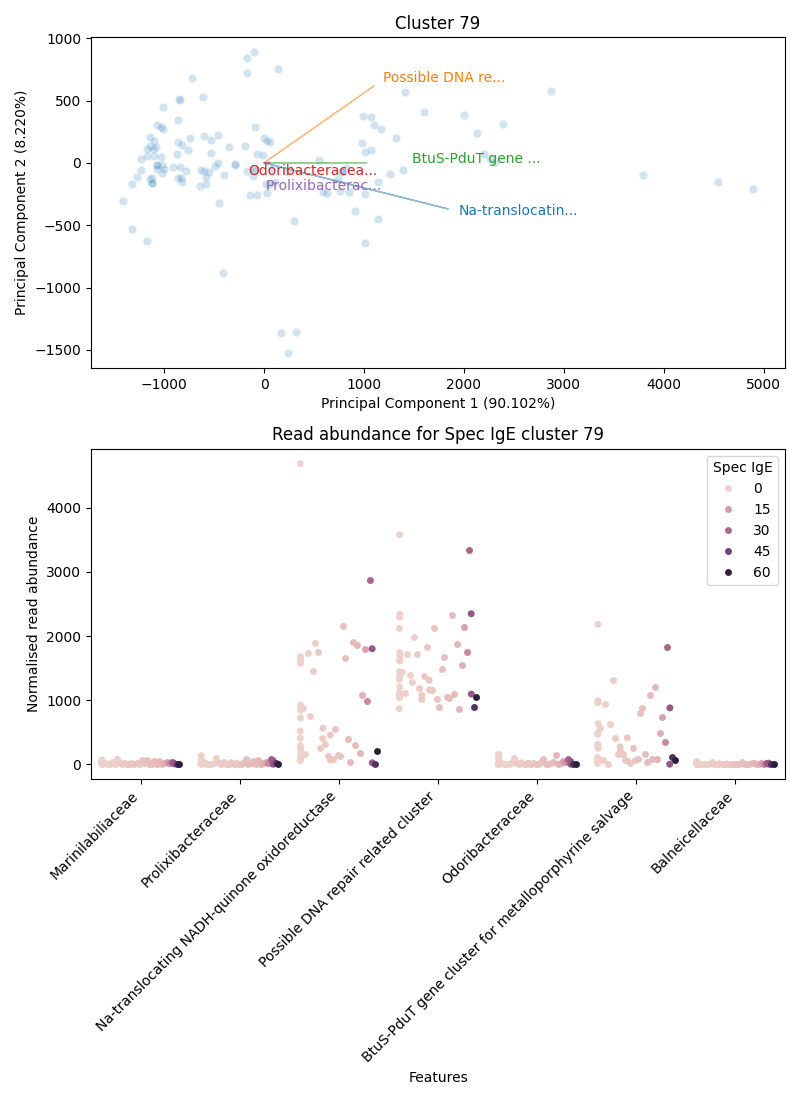 Cluster 79
1000
500
0
−500
−1000
−1500
Principal Component 2 (8.220%)
Possible DNA re...
BtuS-PduT gene ...
Odoribacteracea...
Prolixibacterac...
Na-translocatin...
−1000
0
1000
2000
3000
4000
5000
Principal Component 1 (90.102%)
Read abundance for Spec IgE cluster 79
Normalised read abundance
4000
3000
2000
1000
0
Spec IgE
0
15
30
45
60
Marinilabiliaceae
Prolixibacteraceae
Na-translocating NADH-quinone oxidoreductase
Possible DNA repair related cluster
Odoribacteraceae
BtuS-PduT gene cluster for metalloporphyrine salvage
Balneicellaceae
Features